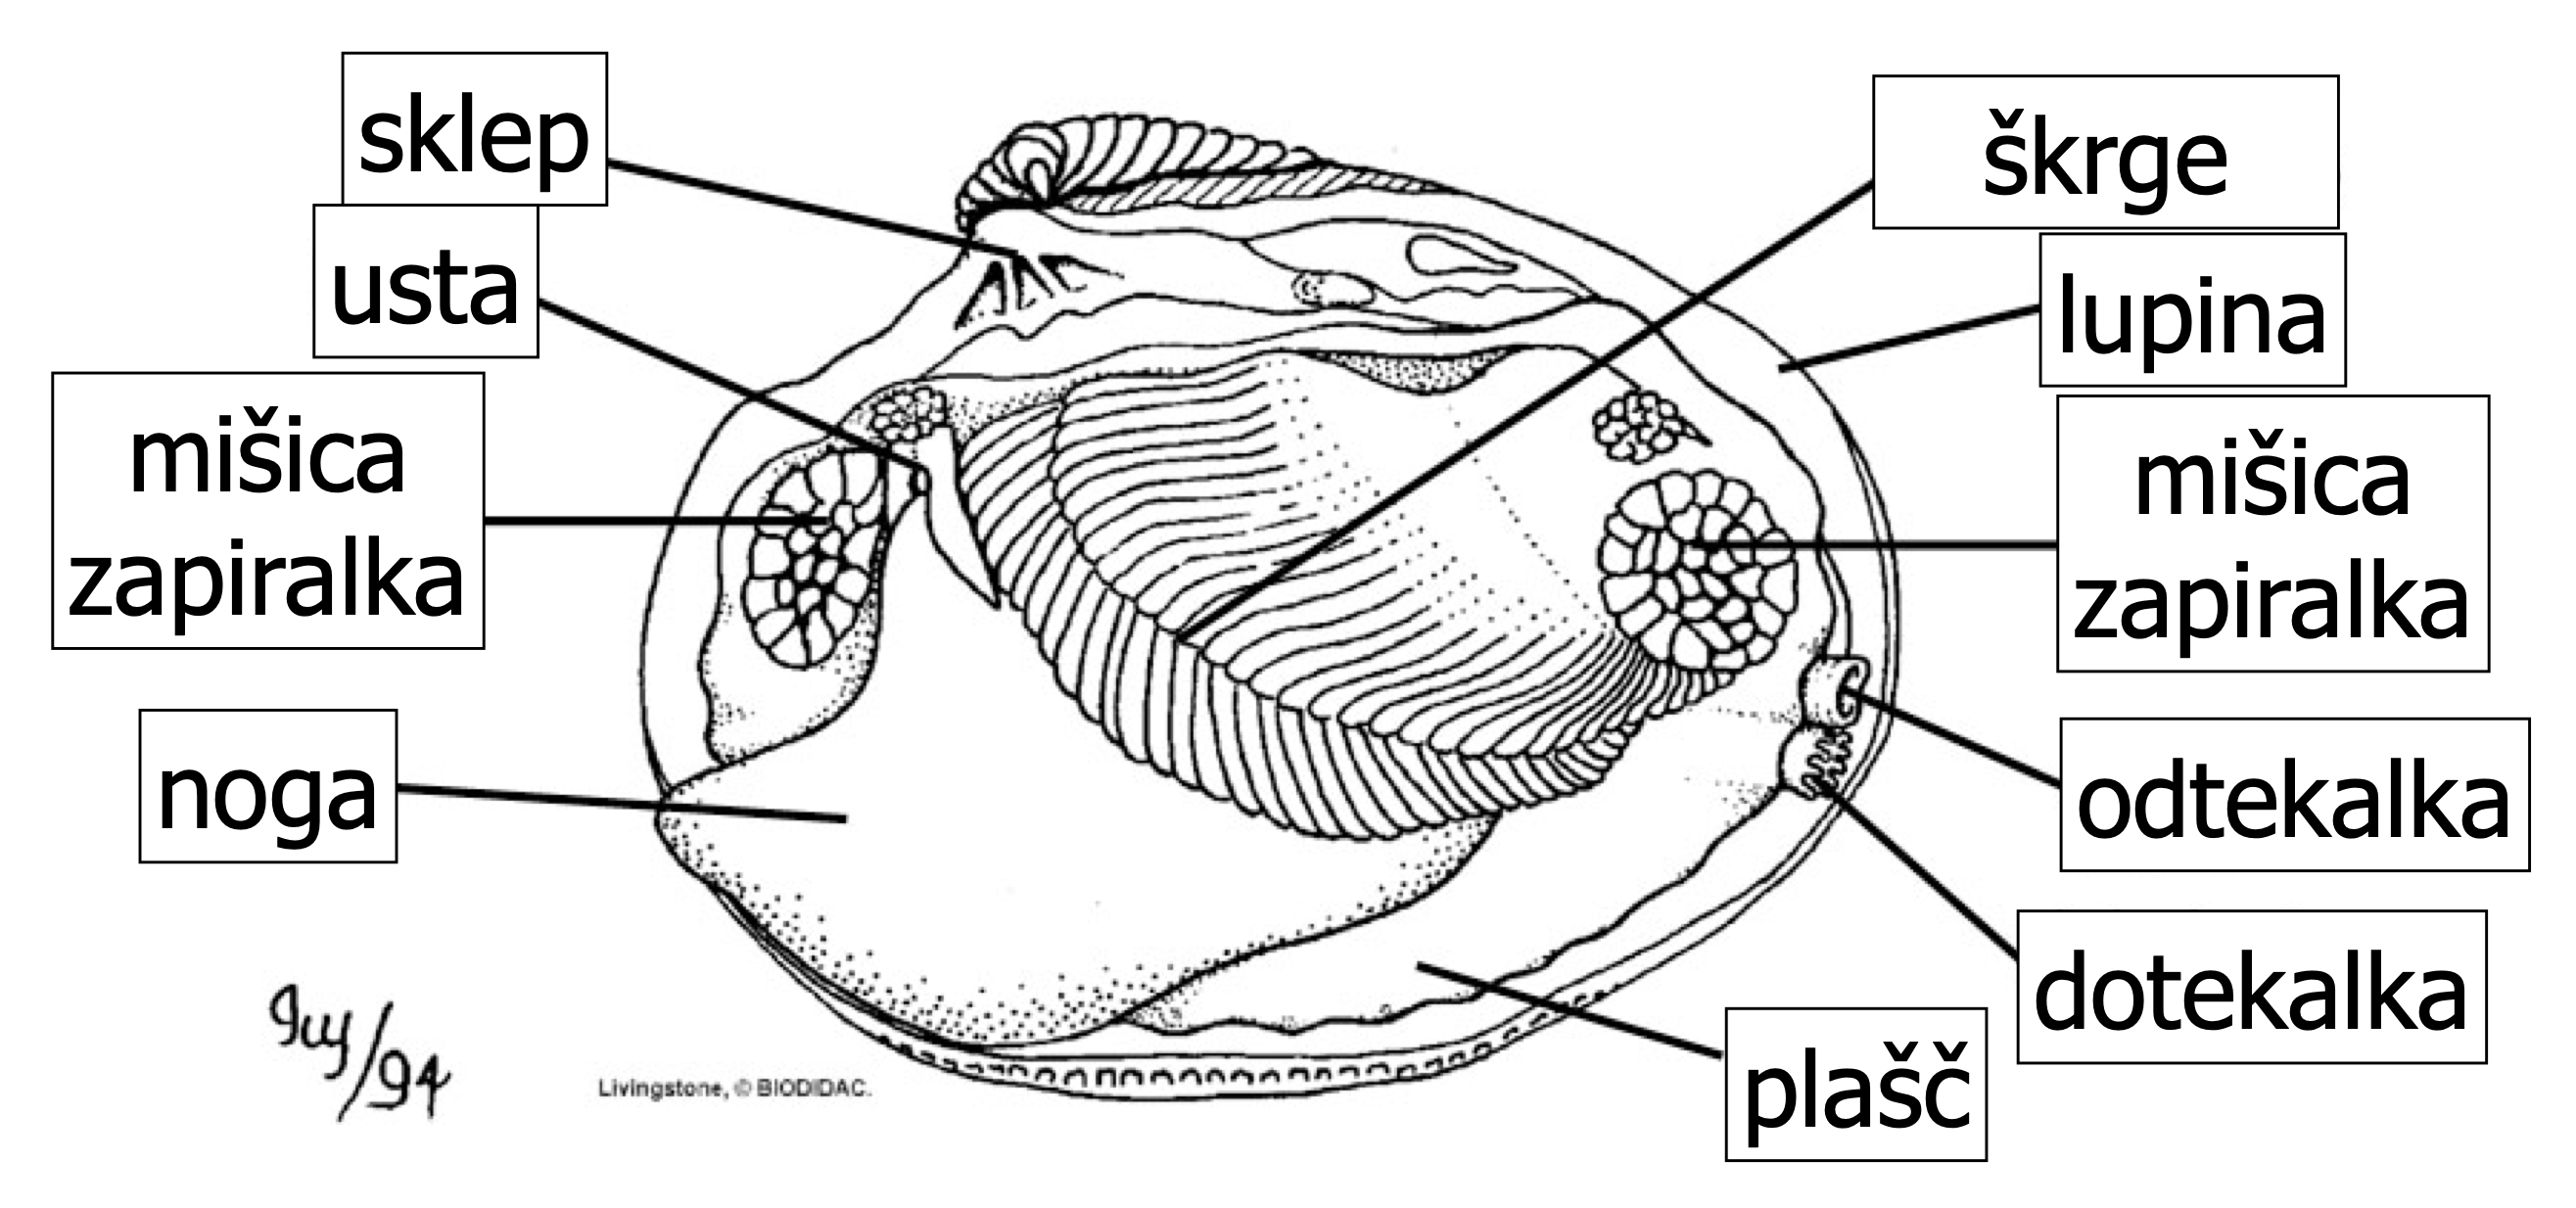 sklep
usta
mišica
zapiralka
noga
škrge
lupina
mišica
zapiralka
odtekalka
dotekalka
plašč
Livingstone, © BIODIDAC.